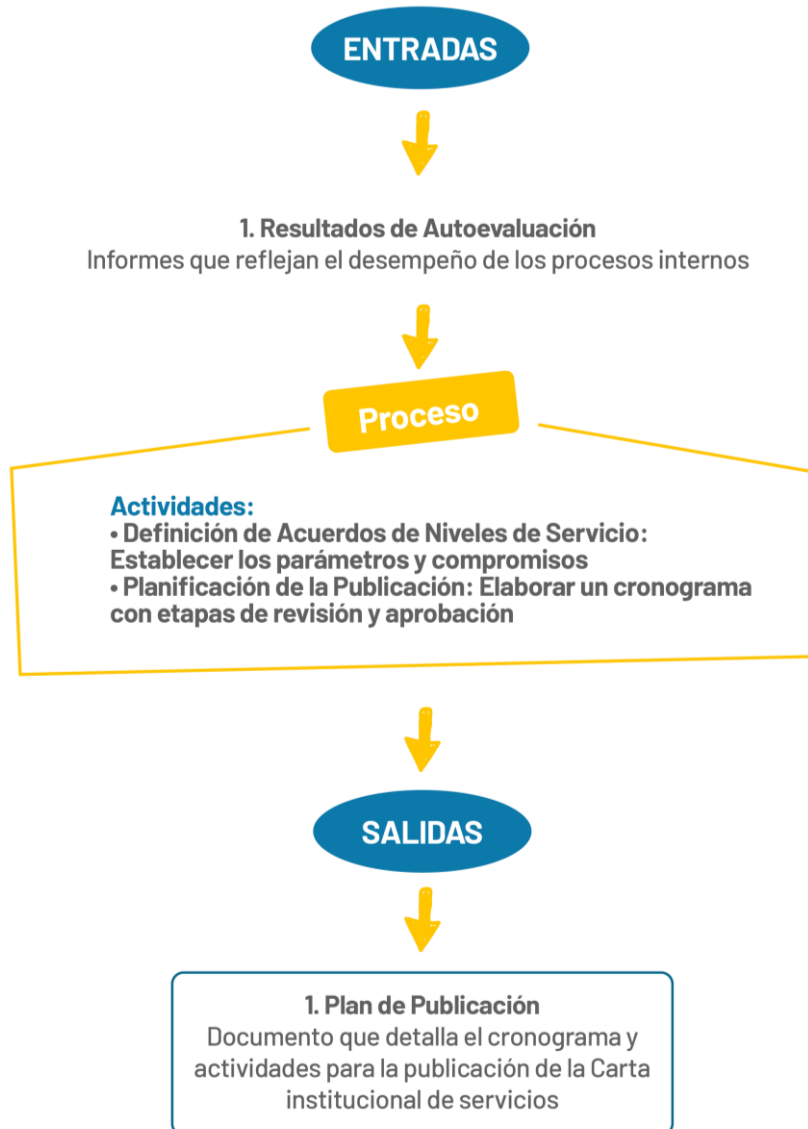 ENTRADAS
1. Resultados de Autoevaluación
Informes que reflejan el desempeño de los procesos internos
Proceso
Actividades:
• Definición de Acuerdos de Niveles de Servicio:
Establecer los parámetros y compromisos
• Planificación de la Publicación: Elaborar un cronograma
con etapas de revisión y aprobación
SALIDAS
1. Plan de Publicación
Documento que detalla el cronograma y
actividades para la publicación de la Carta
institucional de servicios